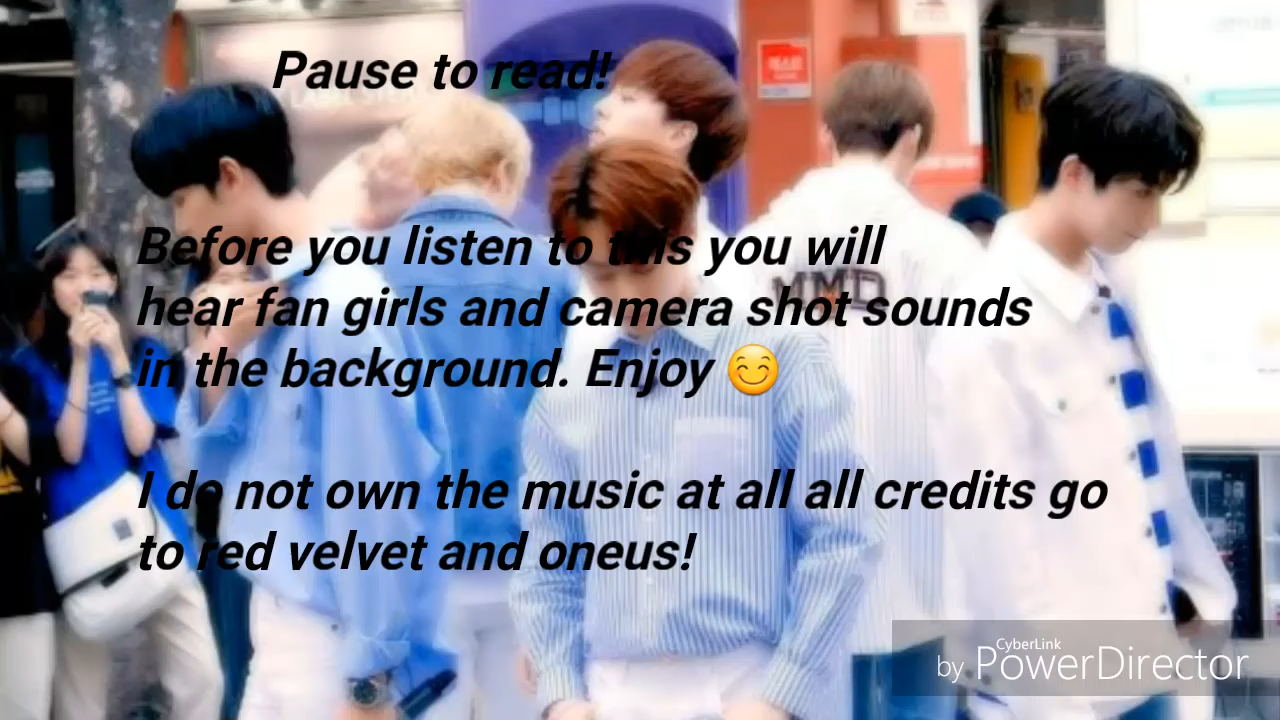 Pause to read!
Before you listen to this you will
hear fan girls and camera shot sounds
in the background. Enjoy 😊
I do not own the music at all all credits go
to red velvet and oneus!
MMD
CyberLink
by PowerDirector